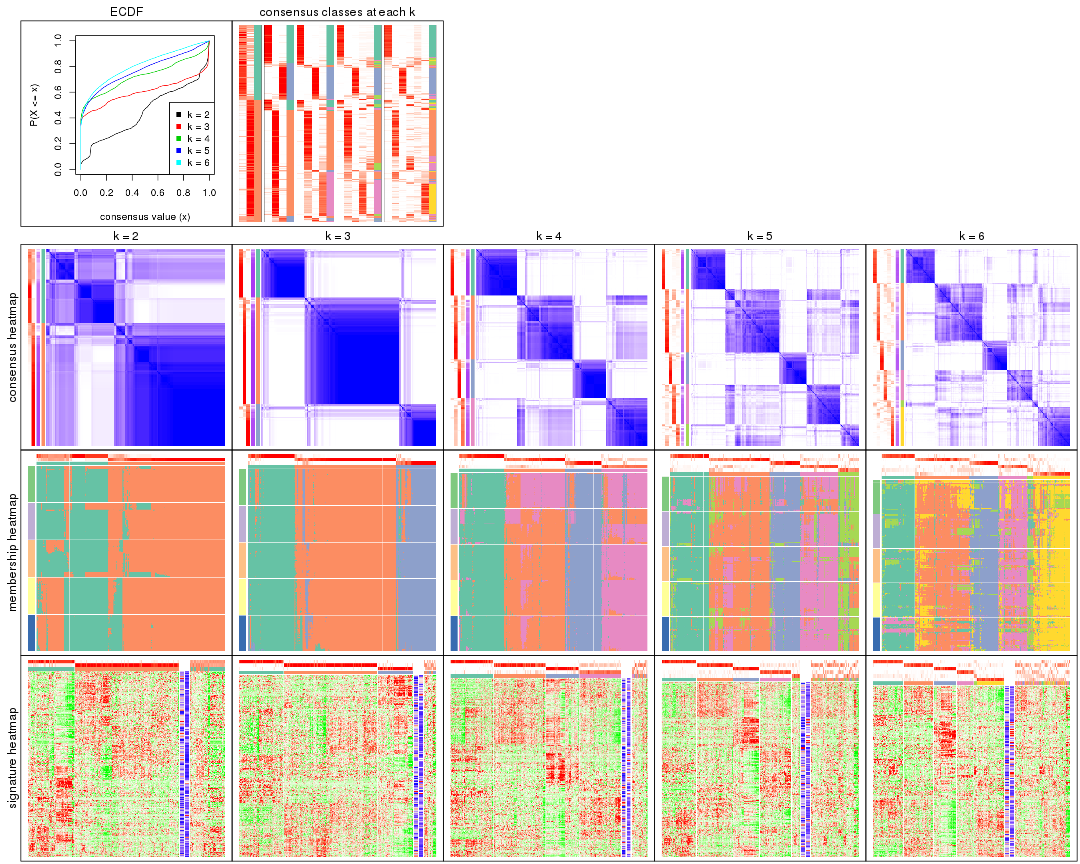 ECDF
consensus classes at each k
P(X <= x)
0.0 0.2 0.4 0.6 0.8 1.0
0.0 0.2 0.4 0.6 0.8 1.0
k = 2
k = 3
k = 4
k = 5
k = 6
consensus value (x)
k = 2
k = 3
k = 4
k = 5
k = 6
consensus heatmap
membership heatmap
signature heatmap